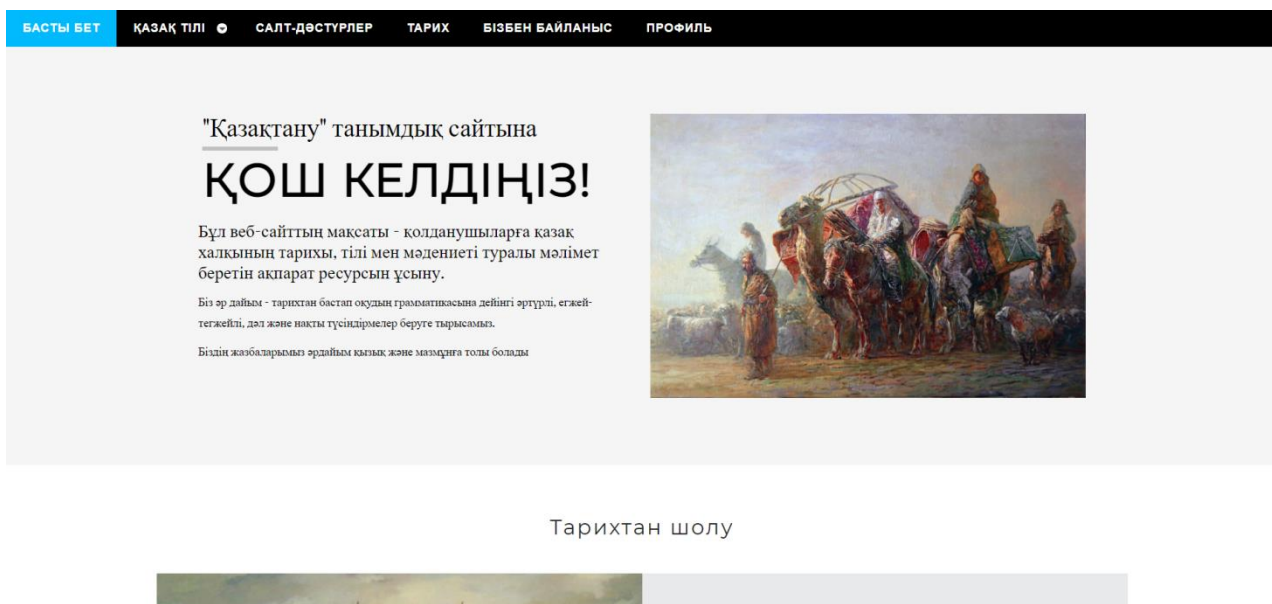 БАСТЫ БЕТ ҚАЗАҚ ТІЛІ САЛТ-ДӘСТҮРЛЕР ТАРИХ БІЗБЕН БАЙЛАНЫС ПРОФИЛЬ
"Қазақтану" танымдық сайтына
ҚОШ КЕЛДІҢІЗ!
Бұл веб-сайттың мақсаты - қолданушыларға қазақ
халқының тарихы, тілі мен мәдениеті туралы мәлімет
беретін ақпарат ресурсын ұсыну.
Біз әр дайым - тарихтан бастап оқудың грамматикасына дейінгі әртүрлі, егжей-
тегжейлі, дәл және нақты түсіндірмелер беруге тырысамыз.
Біздің жазбаларымыз әрдайым қызық және мазмұнға толы болады
Тарихтан шолу